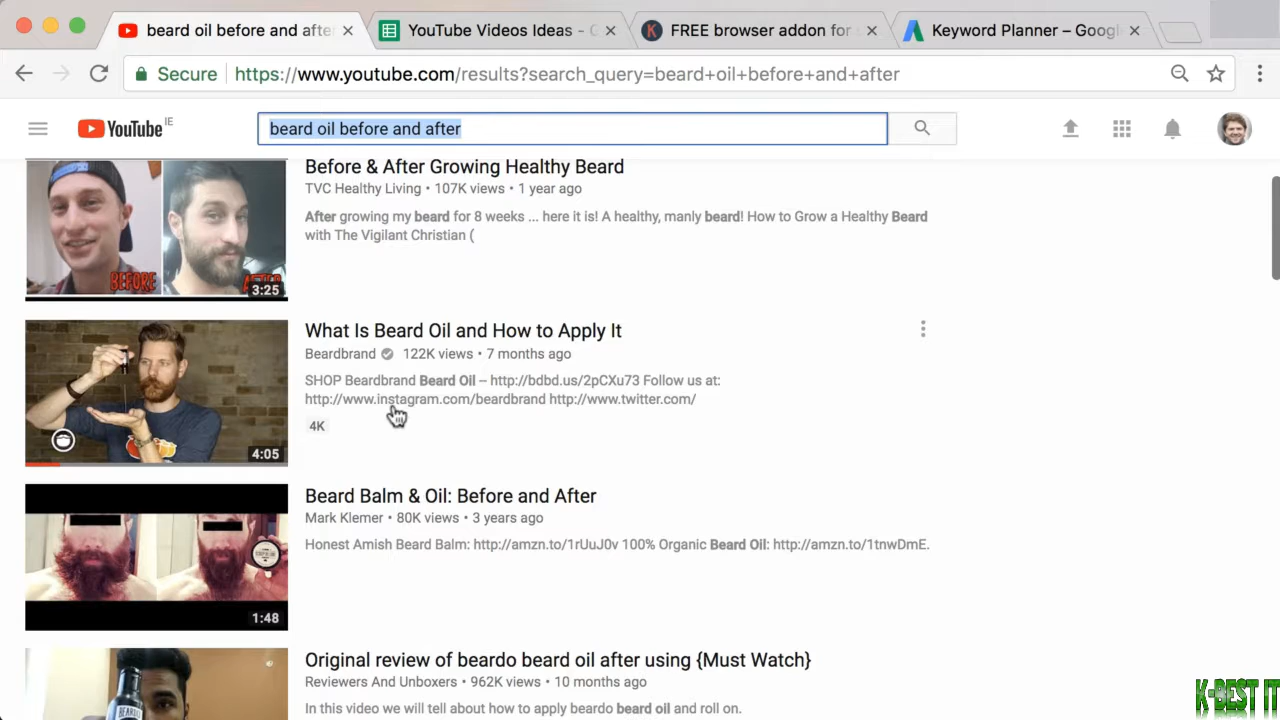 beard oil before and afte
YouTube Videos Ideas - G
FREE browser addon for
Keyword Planner – Googl
Secure
https://www.youtube.com/results?search_query=beard+oil+before+and+after
YouTube IE
beard oil before and after
Before & After Growing Healthy Beard
TVC Healthy Living • 107K views • 1 year ago
After growing my beard for 8 weeks ... here it is! A healthy, manly beard! How to Grow a Healthy Beard
with The Vigilant Christian (
BEFORE
AFTER
3:25
What Is Beard Oil and How to Apply It
Beardbrand 122K views • 7 months ago
SHOP Beardbrand Beard Oil -- http://bdbd.us/2pCXu73 Follow us at:
http://www.instagram.com/beardbrand http://www.twitter.com/
4K
4:05
Beard Balm & Oil: Before and After
Mark Klemer • 80K views • 3 years ago
Honest Amish Beard Balm: http://amzn.to/1rUuJ0v 100% Organic Beard Oil: http://amzn.to/1tnwDmE.
1:48
Original review of beardo beard oil after using {Must Watch}
Reviewers And Unboxers • 962K views • 10 months ago
In this video we will tell about how to apply beardo beard oil and roll on.
K-BEST IT